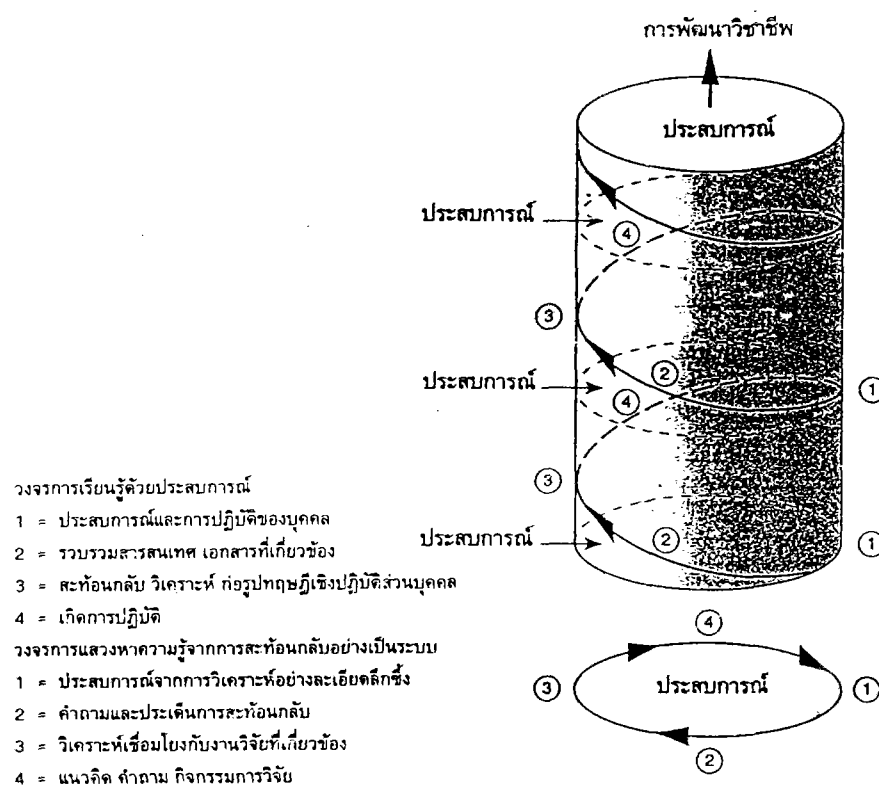 การพัฒนาวิชาชีพ
ประสบการณ์
ประสบการณ์
④
③
ประสบการณ์
②
①
④
③
ประสบการณ์
②
①
วงจรการเรียนรู้ด้วยประสบการณ์
1 = ประสบการณ์และการปฏิบัติของบุคคล
2 = รวบรวมสารสนเทศ เอกสารที่เกี่ยวข้อง
3 = สะท้อนกลับ วิเคราะห์ ก่อรูปทฤษฎีเชิงปฏิบัติส่วนบุคคล
4 = เกิดการปฏิบัติ
วงจรการแสวงหาความรู้จากการสะท้อนกลับอย่างเป็นระบบ
1 = ประสบการณ์จากการวิเคราะห์อย่างละเอียดลึกซึ้ง
2 = คำถามและประเด็นการสะท้อนกลับ
3 = วิเคราะห์เชื่อมโยงกับงานวิจัยที่เกี่ยวข้อง
4 = แนวคิด คำถาม กิจกรรมการวิจัย
④
③
ประสบการณ์
①
②